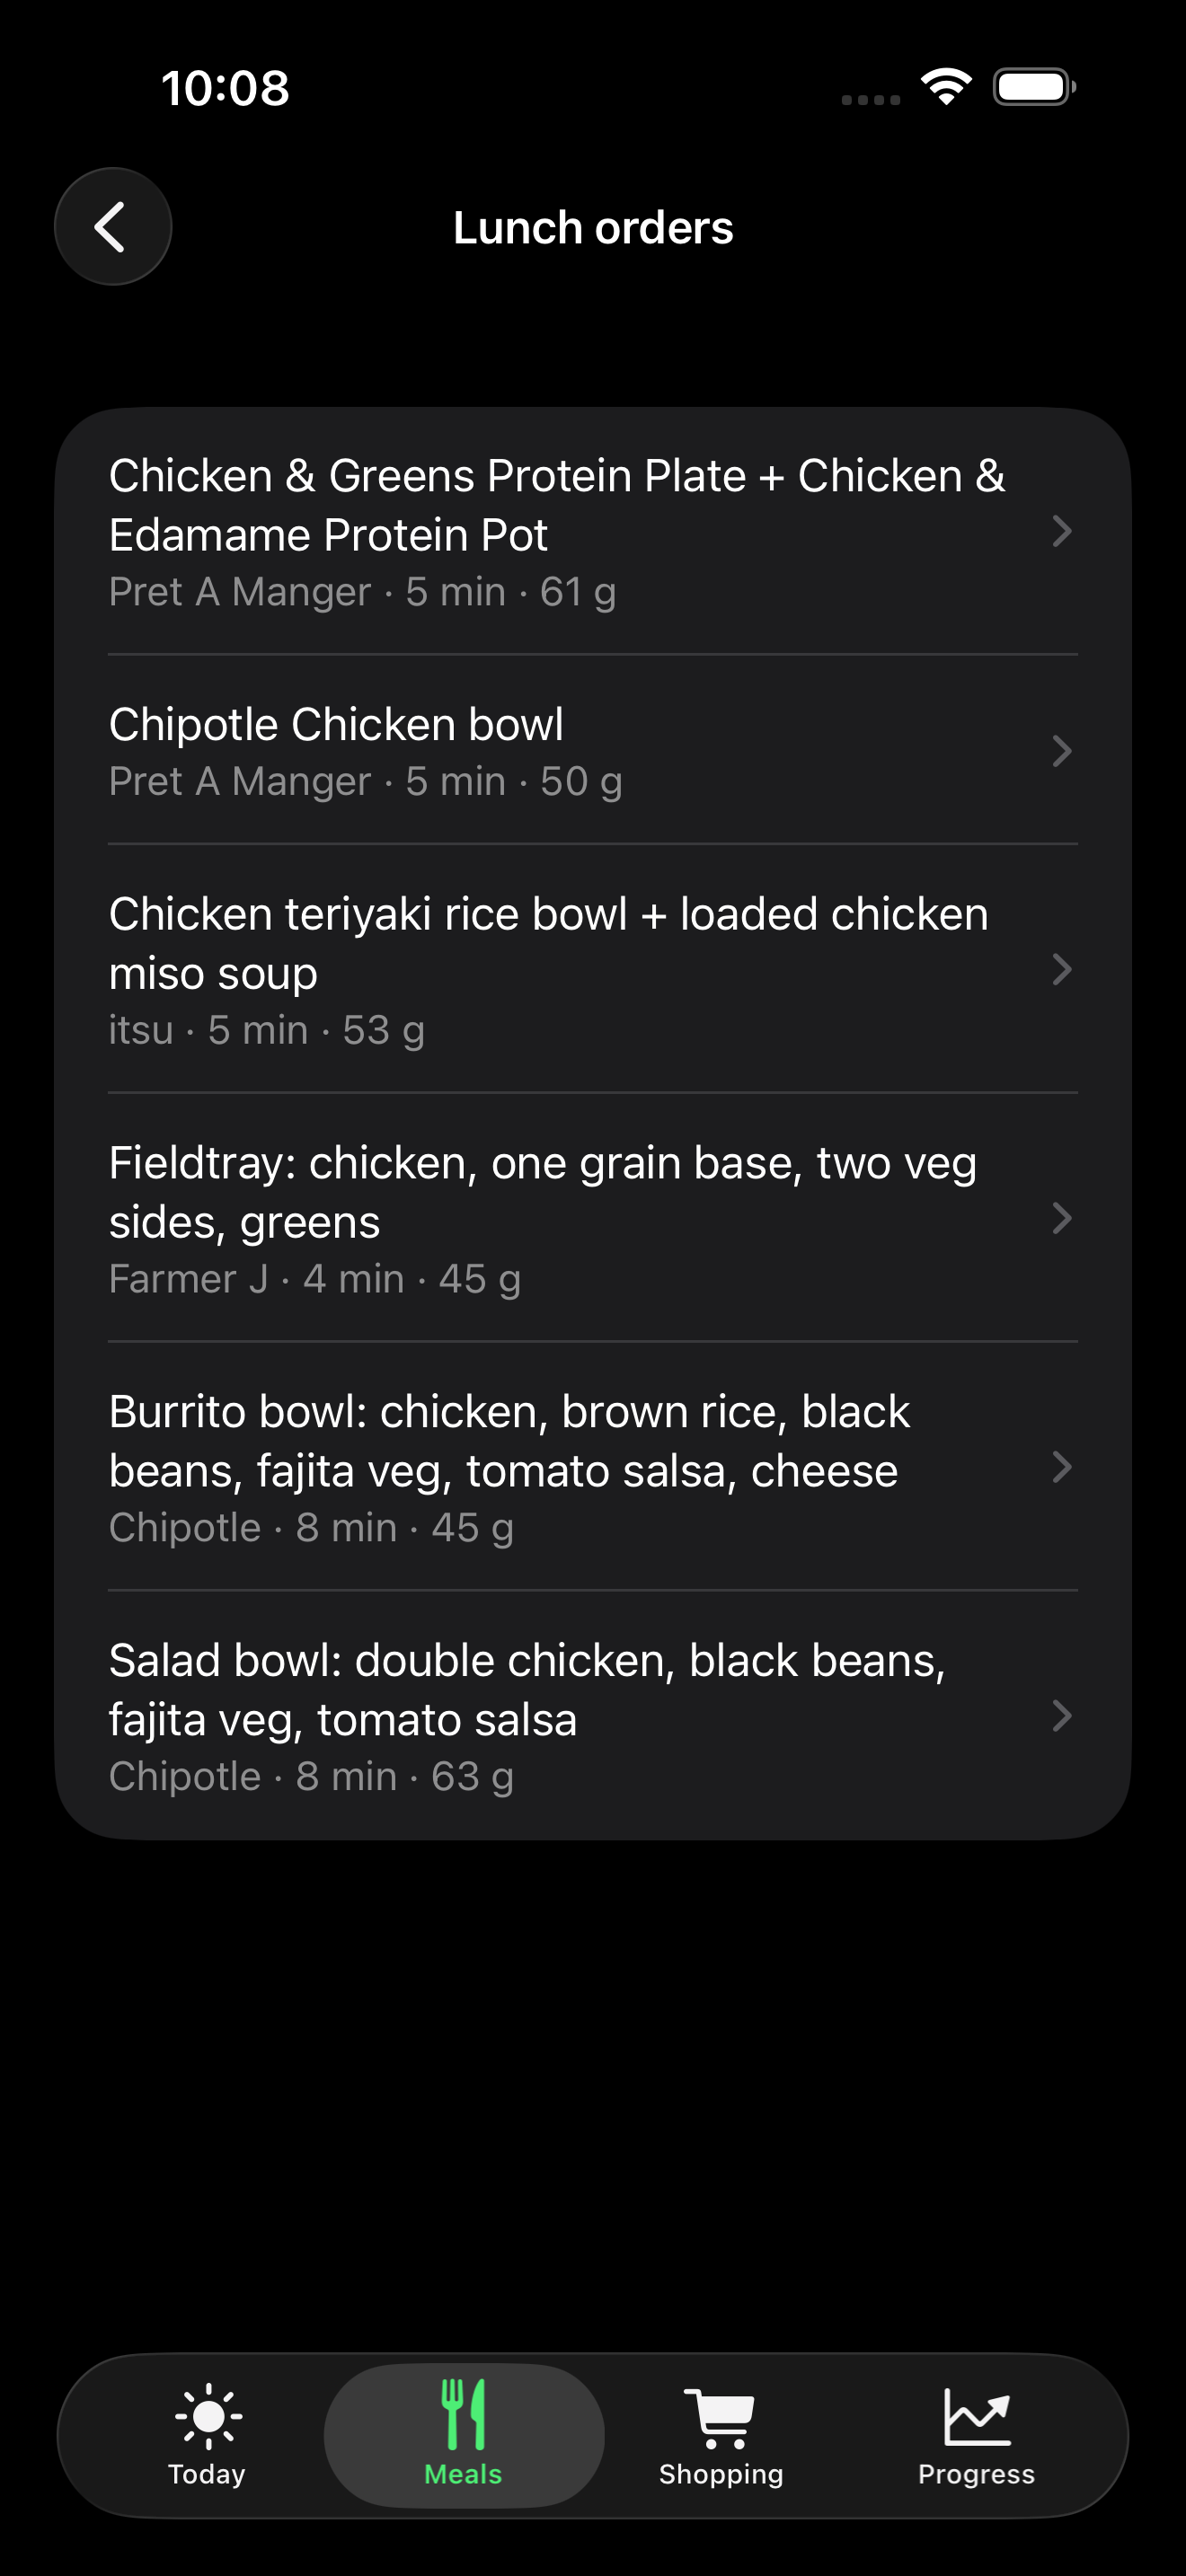 10:08
Lunch orders
Chicken & Greens Protein Plate + Chicken &
Edamame Protein Pot
Pret A Manger · 5 min · 61 g
Chipotle Chicken bowl
Pret A Manger · 5 min · 50 g
Chicken teriyaki rice bowl + loaded chicken
miso soup
itsu · 5 min · 53 g
Fieldtray: chicken, one grain base, two veg
sides, greens
Farmer J · 4 min · 45 g
Burrito bowl: chicken, brown rice, black
beans, fajita veg, tomato salsa, cheese
Chipotle · 8 min · 45 g
Salad bowl: double chicken, black beans,
fajita veg, tomato salsa
Chipotle · 8 min · 63 g
Today Meals Shopping Progress